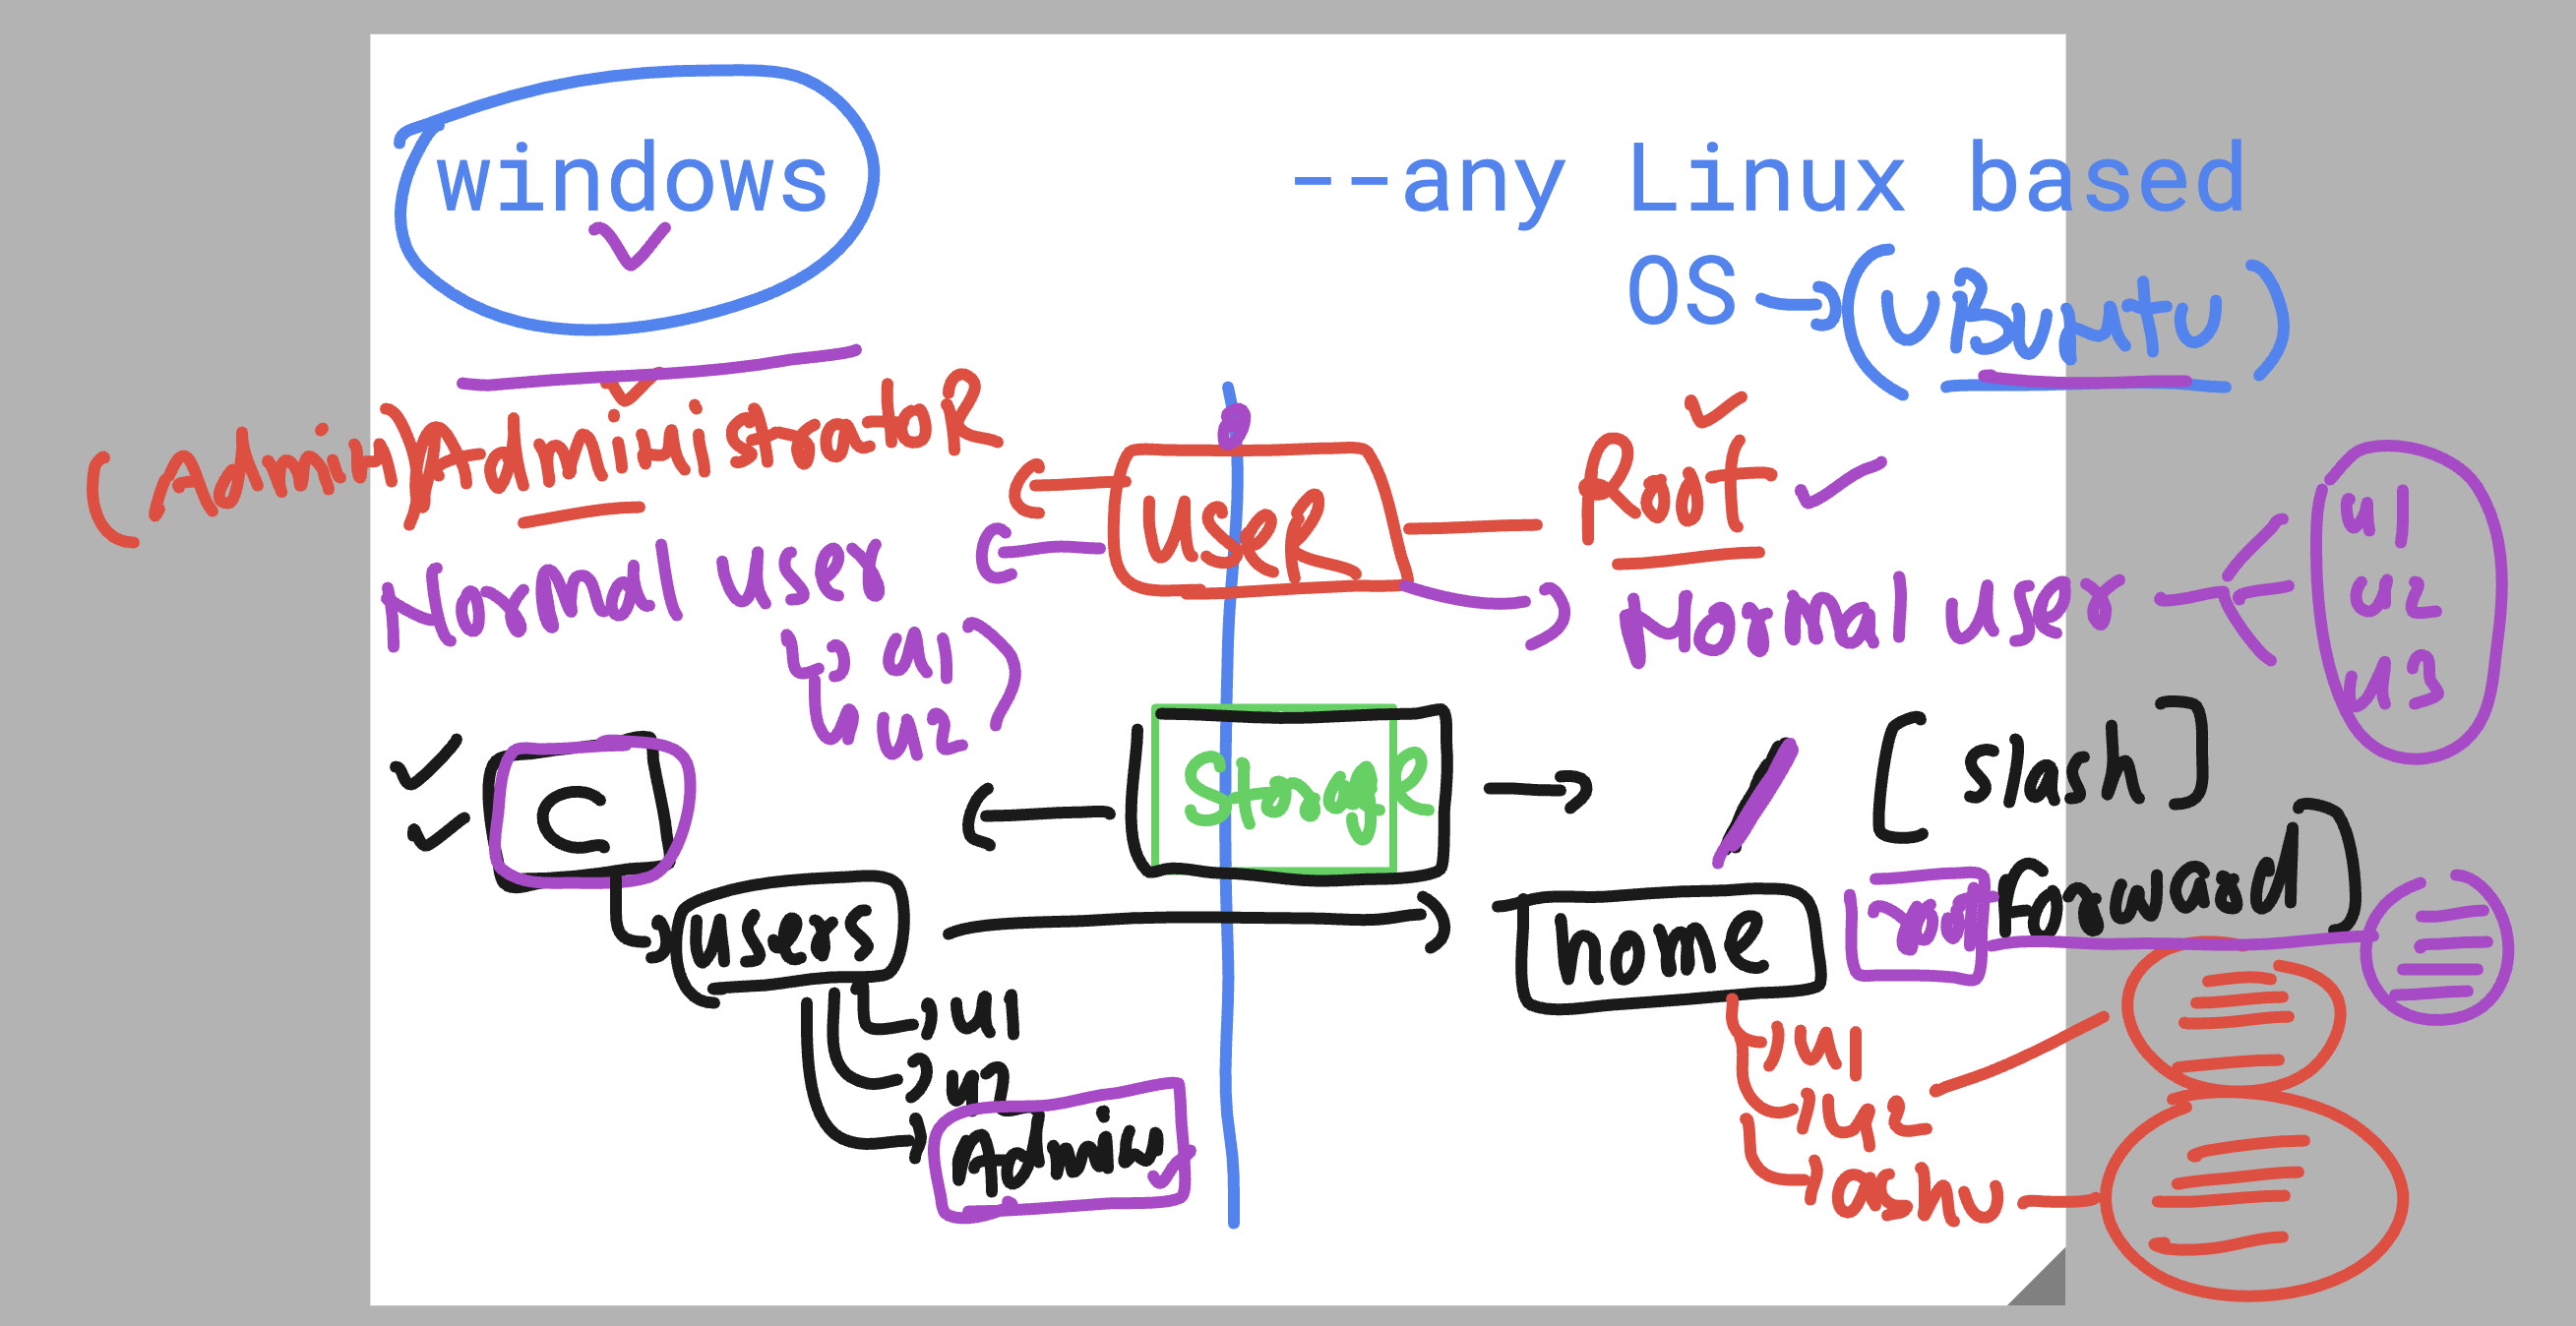 windows
--any Linux based
OS → (UBUntu)
(Admin) AdministratoR
USeR
Root
Normal user
Normal user
u1
u2
u3
u1
u2
C
StoragR
/
[slash]
users
home
root
forward)
u1
u2
Admin
u1
u2
ashu